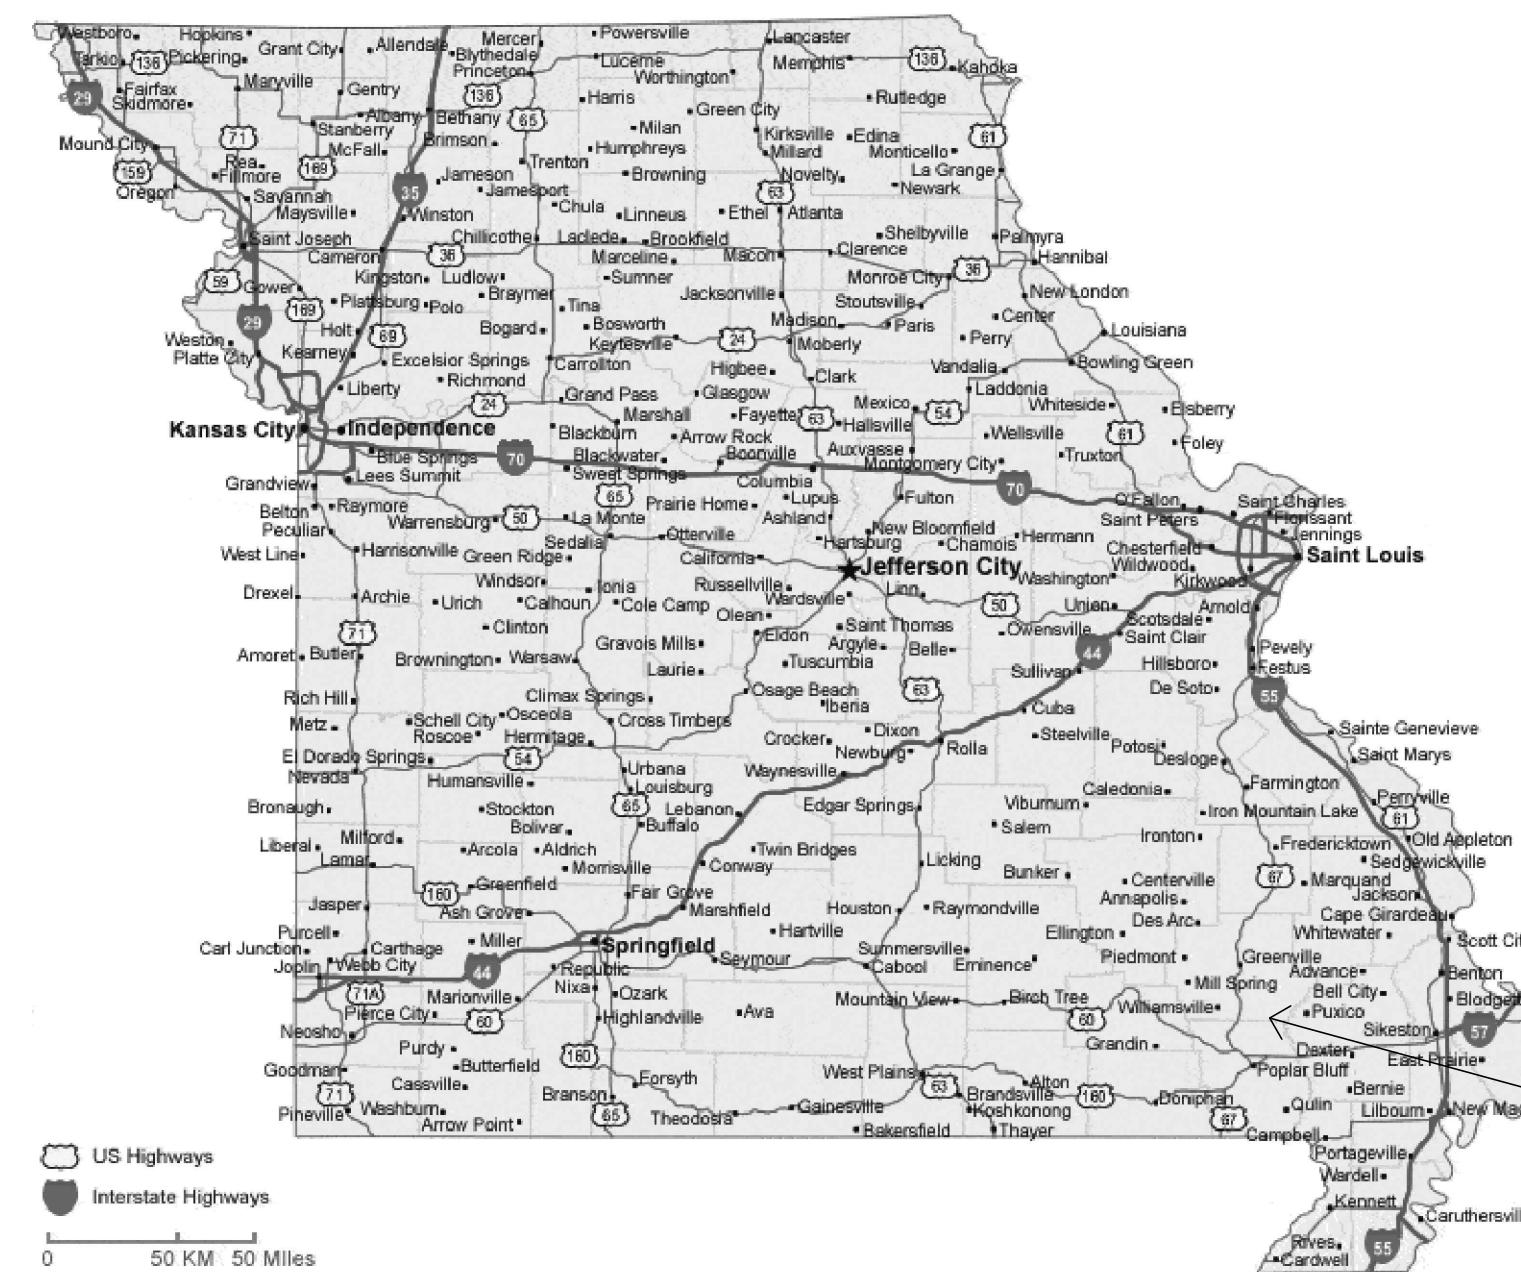 Westboro Hopkins Grant City Allendale Mercer Powersville Lancaster
Tarkio 136 Pickering Blythedale Lucerne Memphis 136 Kahoka
Princeton Worthington
29 Fairfax Maryville Gentry 136 Harris Green City Rutledge
Skidmore Albany Bethany 65
71 Stanberry Brimson Milan Kirksville Edina 61
Mound City McFall Humphreys Millard Monticello
159 Rea 169 Trenton Novelty La Grange
Fillmore Jameson Browning Newark
Oregon Savannah 35 Jamesport 63
Maysville Winston Chula Linneus Ethel Atlanta
Saint Joseph Chillicothe Laclede Brookfield Shelbyville Palmyra
Cameron 36 Marceline Macon Clarence Hannibal
59 Gower Kingston Ludlow Sumner Monroe City 36
169 Plattsburg Polo Braymer Tina Jacksonville Stoutsville New London
29 Holt 69 Bogard Bosworth Madison Paris Center
Weston Keytesville 24 Moberly Perry Louisiana
Platte City Kearney Excelsior Springs Carrollton Higbee Vandalia Bowling Green
Liberty Richmond Clark Laddonia
24 Grand Pass Glasgow Mexico 54 Whiteside Elsberry
Marshall Fayette 63 Hallsville
Kansas City Independence Blackburn Arrow Rock Wellsville 61 Foley
Blue Springs 70 Blackwater Boonville Auxvasse Montgomery City Truxton
Lees Summit Sweet Springs Columbia
Grandview 65 Lupus Fulton 70 O'Fallon Saint Charles
Belton Raymore Warrensburg 50 La Monte Prairie Home Ashland Saint Peters Florissant
Peculiar Otterville New Bloomfield Hermann Jennings
West Line Harrisonville Green Ridge Sedalia California Hartsburg Chamois Chesterfield Saint Louis
Windsor Ionia Russellville Jefferson City Washington Wildwood Kirkwood
Drexel Archie Urich Calhoun Cole Camp Wardsville Linn 50 Union Arnold
71 Clinton Olean Saint Thomas Owensville Scotsdale
Gravois Mills Eldon Argyle Belle 44 Saint Clair
Amoret Butler Brownington Warsaw Laurie Tuscumbia Sullivan Hillsboro Pevely
Festus
Rich Hill Climax Springs Osage Beach 63 De Soto 55
Metz Schell City Osceola Cross Timbers Iberia Cuba
Roscoe Hermitage Crocker Dixon Steelville Potosi Sainte Genevieve
El Dorado Springs 54 Newburg Rolla Desloge Saint Marys
Nevada Humansville Urbana Waynesville Caledonia Farmington
Louisburg
Bronaugh Stockton 65 Lebanon Edgar Springs Viburnum Iron Mountain Lake Perryville
Bolivar Buffalo Salem 61
Liberal Milford Arcola Aldrich Twin Bridges Ironton Fredericktown Old Appleton
Lamar Morrisville Conway Licking Sedgewickville
160 Greenfield Bunker Centerville 67 Marquand
Jasper Ash Grove Fair Grove Marshfield Houston Raymondville Annapolis Jackson
Des Arc Cape Girardeau
Purcell Miller Springfield Hartville Ellington Whitewater
Carl Junction Carthage Summersville Scott Cit
Joplin Webb City 44 Republic Seymour Cabool Eminence Piedmont Greenville
Advance Benton
71A Marionville Nixa Ozark Mountain View Birch Tree Mill Spring Bell City Blodgett
Pierce City 60 Highlandville Ava 60 Williamsville Puxico
Neosho Sikeston 57
Purdy 160 Grandin Dexter East Prairie
Goodman Butterfield Forsyth West Plains Poplar Bluff
71 Cassville Branson 63 Alton Bernie
Pineville Washburn 65 Theodosia Gainesville Brandsville 160 Doniphan Qulin Lilbourn New Mad
Arrow Point Koshkonong 67
Bakersfield Thayer Campbell
US Highways Portageville
Wardell
Interstate Highways Kennett
Caruthersvill
0 50 KM 50 Miles Rives 55
Cardwell